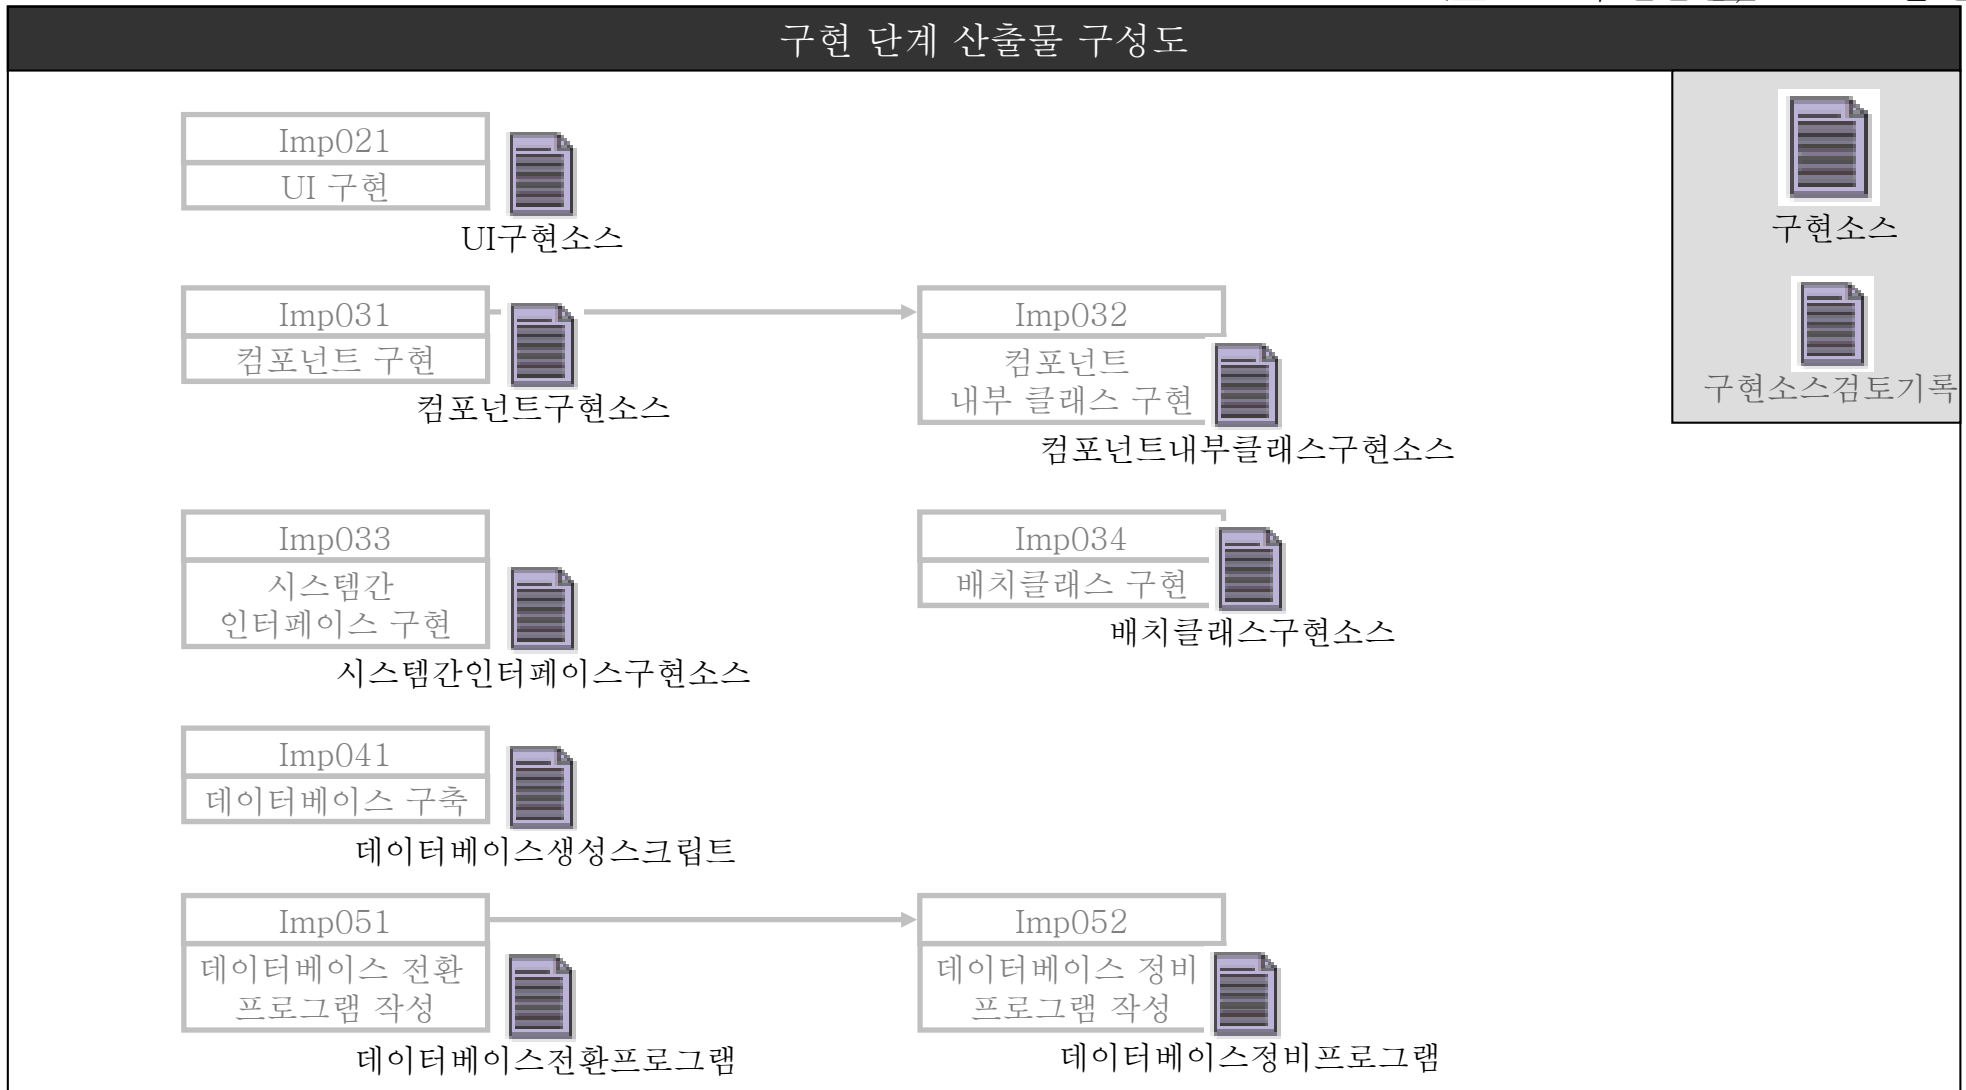 구현 단계 산출물 구성도
Imp021
UI 구현
UI구현소스
구현소스
구현소스검토기록
Imp031
컴포넌트 구현
컴포넌트구현소스
Imp032
컴포넌트
내부 클래스 구현
컴포넌트내부클래스구현소스
Imp033
시스템간
인터페이스 구현
시스템간인터페이스구현소스
Imp034
배치클래스 구현
배치클래스구현소스
Imp041
데이터베이스 구축
데이터베이스생성스크립트
Imp051
데이터베이스 전환
프로그램 작성
데이터베이스전환프로그램
Imp052
데이터베이스 정비
프로그램 작성
데이터베이스정비프로그램